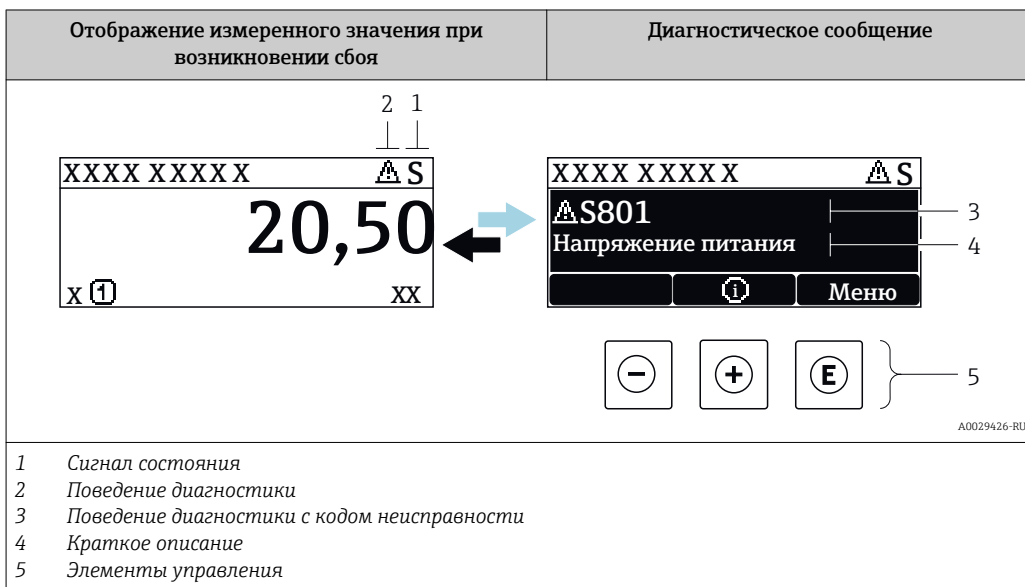 Отображение измеренного значения при
возникновении сбоя
Диагностическое сообщение
2 1
XXXX XXXXX S
20,50
X 1 XX
XXXX XXXXX S
S801
Напряжение питания
i Меню
3
4
- + E
5
A0029426-RU
1 Сигнал состояния
2 Поведение диагностики
3 Поведение диагностики с кодом неисправности
4 Краткое описание
5 Элементы управления